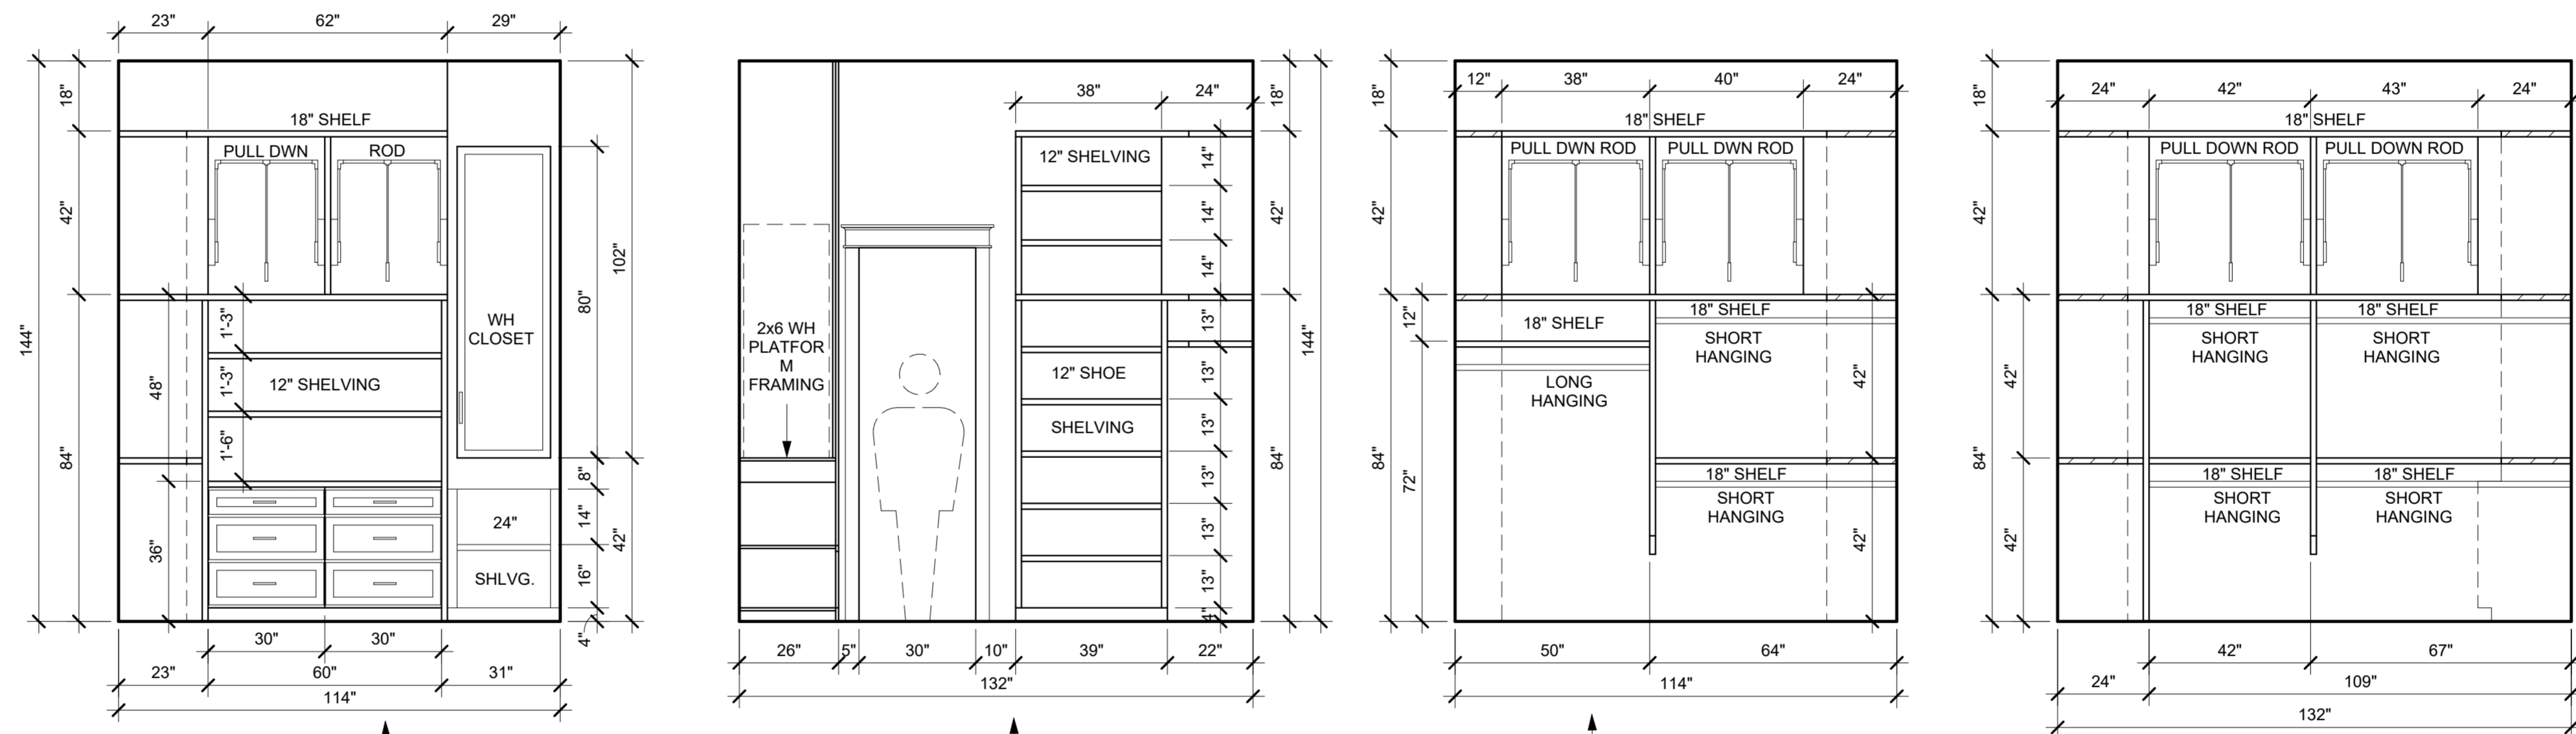 23" 62" 29"
18"
42"
84"
144"
18" SHELF
PULL DWN ROD
WH
CLOSET
80"
102"
1'-3"
1'-3"
12" SHELVING
1'-6"
48"
36"
24"
SHLVG.
8"
14"
16"
4"
42"
30" 30"
23" 60" 31"
114"
38" 24"
12" SHELVING
14"
14"
14"
18"
42"
84"
144"
2x6 WH
PLATFOR
M
FRAMING
12" SHOE
SHELVING
13"
13"
13"
13"
13"
13"
4"
26" 5" 30" 10" 39" 22"
132"
12" 38" 40" 24"
18"
42"
84"
12"
72"
18" SHELF
PULL DWN ROD PULL DWN ROD
18" SHELF
18" SHELF
SHORT
HANGING
LONG
HANGING
42"
18" SHELF
SHORT
HANGING
42"
50" 64"
114"
24" 42" 43" 24"
18"
42"
84"
42"
42"
18" SHELF
PULL DOWN ROD PULL DOWN ROD
18" SHELF 18" SHELF
SHORT SHORT
HANGING HANGING
18" SHELF 18" SHELF
SHORT SHORT
HANGING HANGING
42" 67"
24" 109"
132"